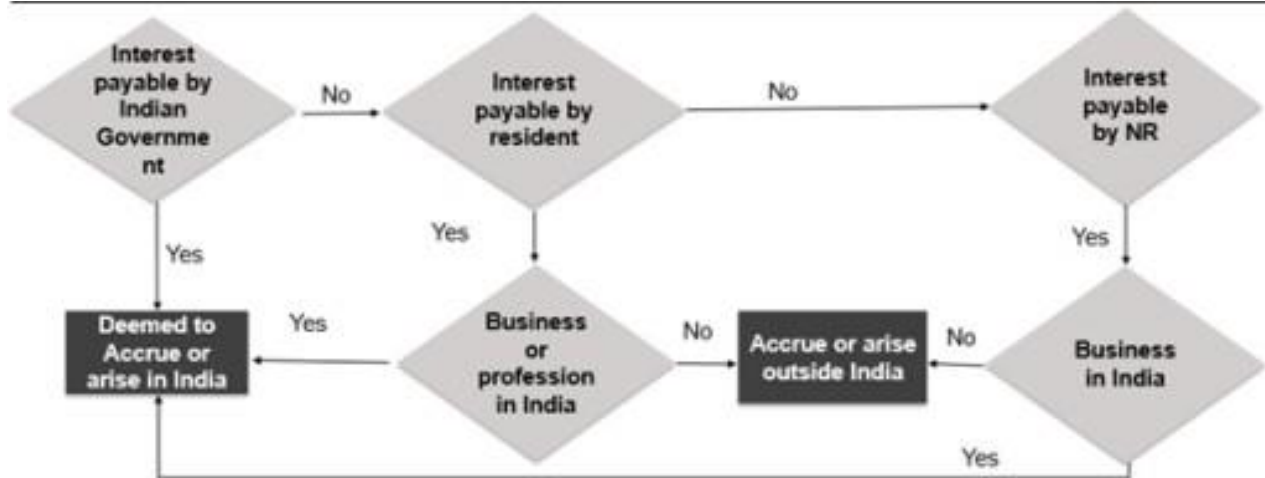 Interest
payable by
Indian
Governme
nt
No
Interest
payable by
resident
No
Interest
payable
by NR
Yes
Yes
Yes
Deemed to
Accrue or
arise in India
Yes
Business
or
profession
in India
No
Accrue or arise
outside India
No
Business
in India
Yes